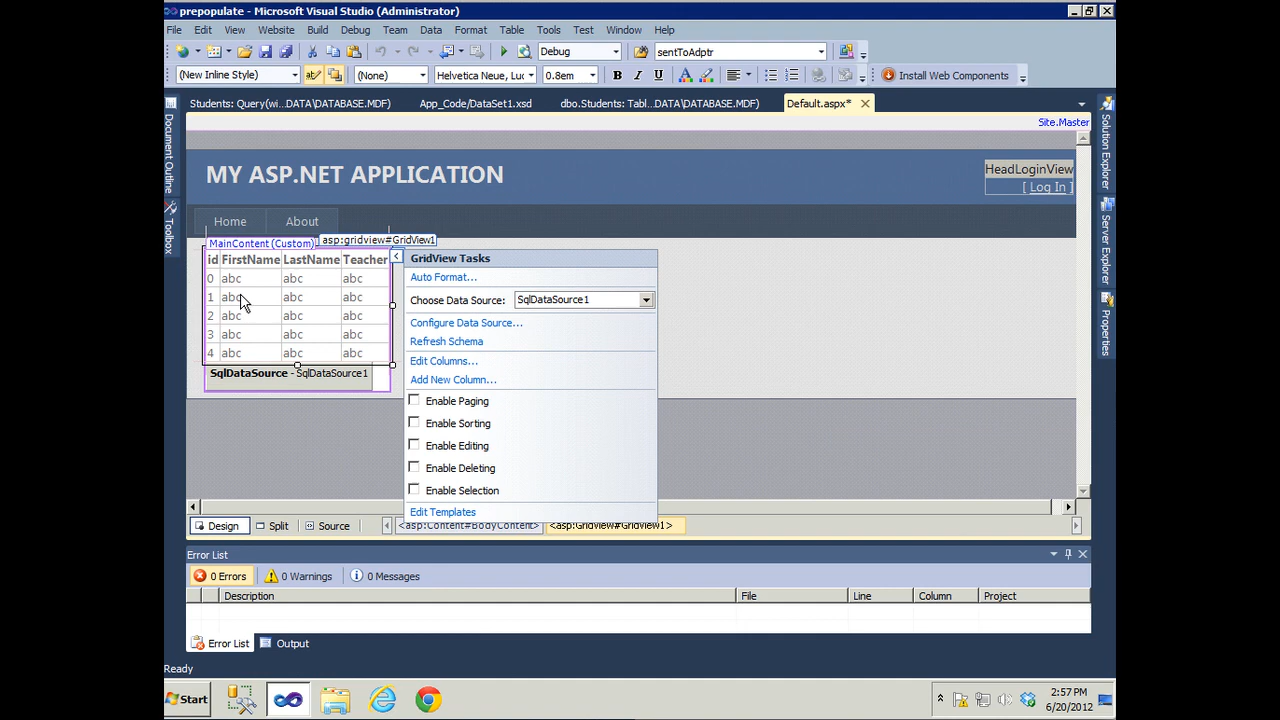 prepopulate - Microsoft Visual Studio (Administrator)
File Edit View Website Build Debug Team Data Format Table Tools Test Window Help
Debug sentToAdptr
(New Inline Style) (None) Helvetica Neue, Luc 0.8em B I U A Install Web Components
Students: Query(wi...DATA\DATABASE.MDF) App_Code/DataSet1.xsd dbo.Students: Tabl...DATA\DATABASE.MDF) Default.aspx*
Site.Master
Document Outline
Toolbox
Solution Explorer
Server Explorer
Properties
MY ASP.NET APPLICATION
HeadLoginView
[ Log In ]
Home About
MainContent (Custom) asp:gridview#GridView1
id FirstName LastName Teacher
0 abc abc abc
1 abc abc abc
2 abc abc abc
3 abc abc abc
4 abc abc abc
SqlDataSource - SqlDataSource1
GridView Tasks
Auto Format...
Choose Data Source: SqlDataSource1
Configure Data Source...
Refresh Schema
Edit Columns...
Add New Column...
Enable Paging
Enable Sorting
Enable Editing
Enable Deleting
Enable Selection
Edit Templates
Design Split Source <asp:Content#BodyContent> <asp:GridView#GridView1>
Error List
0 Errors 0 Warnings 0 Messages
Description File Line Column Project
Error List Output
Ready
Start
2:57 PM
6/20/2012